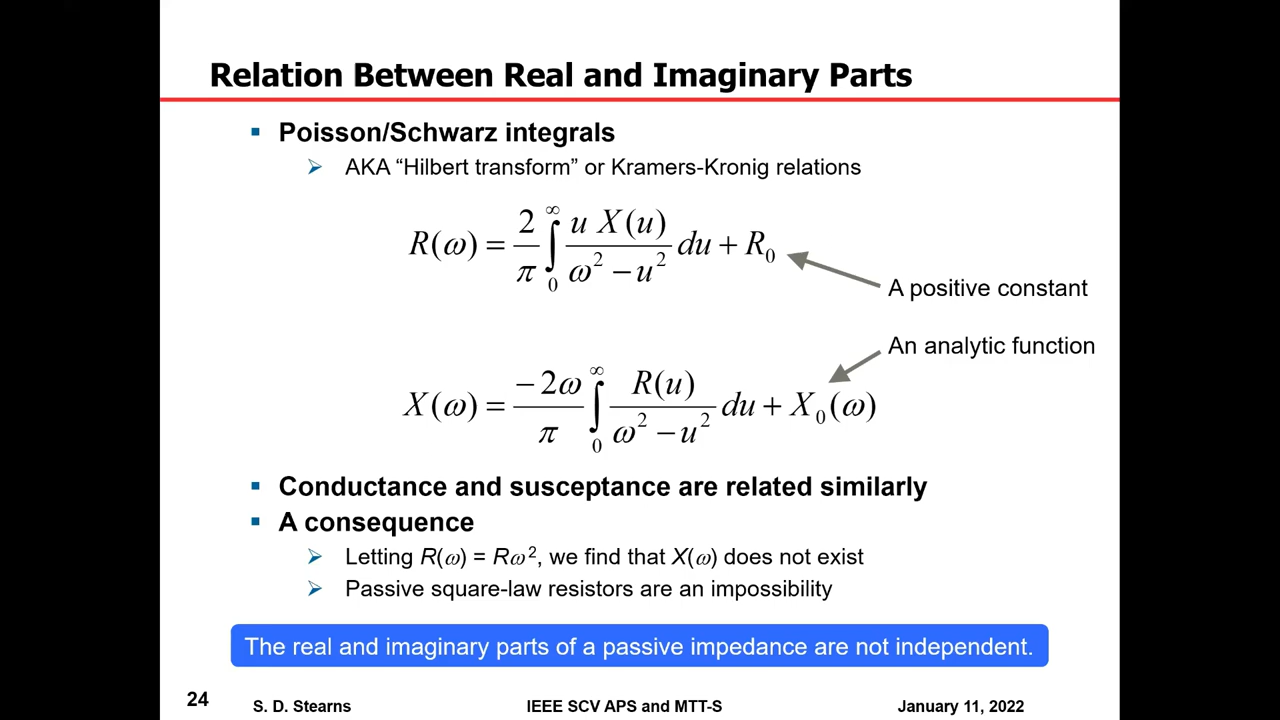 Relation Between Real and Imaginary Parts
▪ Poisson/Schwarz integrals
➢ AKA “Hilbert transform” or Kramers-Kronig relations
R(ω) = 2/π ∫₀^∞ u X(u)/(ω² − u²) du + R₀
A positive constant
An analytic function
X(ω) = −2ω/π ∫₀^∞ R(u)/(ω² − u²) du + X₀(ω)
▪ Conductance and susceptance are related similarly
▪ A consequence
➢ Letting R(ω) = Rω², we find that X(ω) does not exist
➢ Passive square-law resistors are an impossibility
The real and imaginary parts of a passive impedance are not independent.
24 S. D. Stearns IEEE SCV APS and MTT-S January 11, 2022